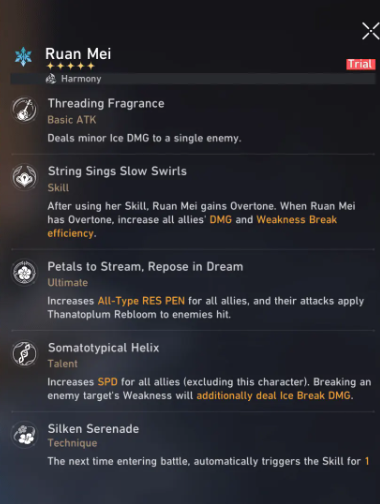 Ruan Mei
Trial
Harmony
Threading Fragrance
Basic ATK
Deals minor Ice DMG to a single enemy.
String Sings Slow Swirls
Skill
After using her Skill, Ruan Mei gains Overtone. When Ruan Mei
has Overtone, increase all allies' DMG and Weakness Break
efficiency.
Petals to Stream, Repose in Dream
Ultimate
Increases All-Type RES PEN for all allies, and their attacks apply
Thanatoplum Rebloom to enemies hit.
Somatotypical Helix
Talent
Increases SPD for all allies (excluding this character). Breaking an
enemy target's Weakness will additionally deal Ice Break DMG.
Silken Serenade
Technique
The next time entering battle, automatically triggers the Skill for 1